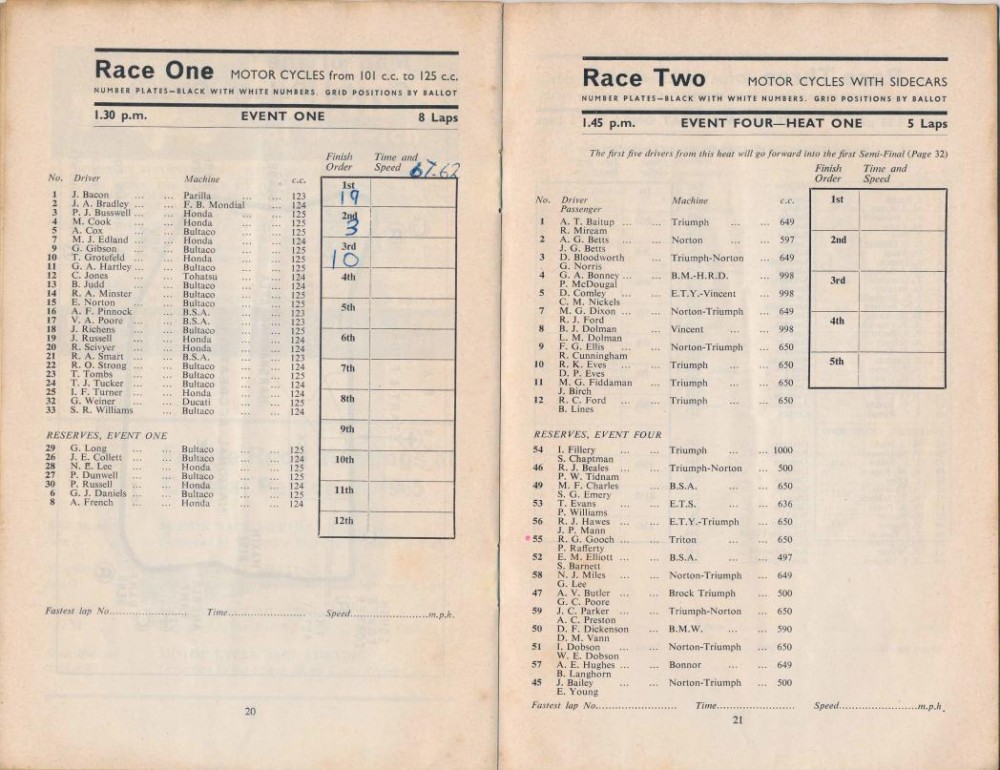 Race One MOTOR CYCLES from 101 c.c. to 125 c.c.
NUMBER PLATES—BLACK WITH WHITE NUMBERS. GRID POSITIONS BY BALLOT
1.30 p.m. EVENT ONE 8 Laps
Finish Order Time and Speed 67.62
No. Driver Machine c.c.
1 J. Bacon ... ... Parilla ... 123
2 J. A. Bradley ... ... F. B. Mondial ... 124
3 P. J. Busswell ... ... Honda ... 125
4 M. Cook ... ... Honda ... 125
5 A. Cox ... ... Bultaco ... 125
7 M. J. Edland ... ... Honda ... 124
9 G. Gibson ... ... Bultaco ... 125
10 T. Grotefeld ... ... Honda ... 125
11 G. A. Hartley ... ... Bultaco ... 125
12 C. Jones ... ... Tohatsu ... 124
13 B. Judd ... ... Bultaco ... 124
14 R. A. Minster ... ... Bultaco ... 125
15 E. Norton ... ... Bultaco ... 125
16 A. F. Pinnock ... B.S.A. ... 123
17 V. A. Poore ... ... B.S.A. ... 123
18 J. Richens ... ... Bultaco ... 125
19 J. Russell ... ... Honda ... 124
20 R. Scivyer ... ... Honda ... 124
21 R. A. Smart ... ... B.S.A. ... 123
22 R. O. Strong ... ... Bultaco ... 124
23 T. Tombs ... ... Bultaco ... 125
24 T. J. Tucker ... ... Bultaco ... 124
25 I. F. Turner ... ... Honda ... 124
32 G. Weiner ... ... Ducati ... 125
33 S. R. Williams ... Bultaco ... 124
1st 19
2nd 3
3rd 10
4th
5th
6th
7th
8th
9th
10th
11th
12th
RESERVES, EVENT ONE
29 G. Long ... ... Bultaco ... 125
26 J. E. Collett ... ... Bultaco ... 124
28 N. E. Lee ... ... Honda ... 125
27 P. Dunwell ... ... Bultaco ... 125
30 P. Russell ... ... Honda ... 124
6 G. J. Daniels ... ... Bultaco ... 125
8 A. French ... ... Honda ... 124
Fastest lap No. Time Speed m.p.h.
20
Race Two MOTOR CYCLES WITH SIDECARS
NUMBER PLATES—BLACK WITH WHITE NUMBERS. GRID POSITIONS BY BALLOT
1.45 p.m. EVENT FOUR—HEAT ONE 5 Laps
The first five drivers from this heat will go forward into the first Semi-Final (Page 32)
Finish Order Time and Speed
No. Driver Machine c.c.
Passenger
1 A. T. Baitup ... ... Triumph ... ... 649
R. Miream
2 A. G. Betts ... Norton ... ... 597
J. G. Betts
3 D. Bloodworth ... Triumph-Norton ... 649
G. Norris
4 G. A. Bonney ... ... B.M.-H.R.D. ... 998
P. McDougal
5 D. Comley ... ... E.T.Y.-Vincent ... 998
C. M. Nickels
7 M. G. Dixon ... ... Norton-Triumph ... 649
R. J. Ford
8 B. J. Dolman ... Vincent ... ... 998
L. M. Dolman
9 F. G. Ellis ... Norton-Triumph ... 650
R. Cunningham
10 R. K. Eves ... ... Triumph ... ... 650
D. P. Eves
11 M. G. Fiddaman ... Triumph ... ... 650
J. Birch
12 R. C. Ford ... ... Triumph ... ... 650
B. Lines
1st
2nd
3rd
4th
5th
RESERVES, EVENT FOUR
54 I. Fillery ... ... Triumph ... ... 1000
S. Chaptman
46 R. J. Beales ... ... Triumph-Norton ... 500
P. W. Tidnam
49 M. F. Charles ... ... B.S.A. ... ... 650
S. G. Emery
53 T. Evans ... ... E.T.S. ... ... 636
P. Williams
56 R. J. Hawes ... ... E.T.Y.-Triumph ... 650
J. P. Mann
55 R. G. Gooch ... ... Triton ... ... 650
P. Rafferty
52 E. M. Elliott ... ... B.S.A. ... ... 497
S. Barnett
58 N. J. Miles ... ... Norton-Triumph ... 649
G. Lee
47 A. V. Butler ... ... Brock Triumph ... 500
G. C. Poore
59 J. C. Parker ... ... Triumph-Norton ... 650
A. C. Preston
50 D. F. Dickenson ... B.M.W. ... ... 590
D. M. Vann
51 I. Dobson ... ... Norton-Triumph ... 650
W. E. Dobson
57 A. E. Hughes ... ... Bonnor ... ... 649
B. Langhorn
45 J. Bailey ... ... Norton-Triumph ... 500
E. Young
Fastest lap No. Time Speed m.p.h.
21